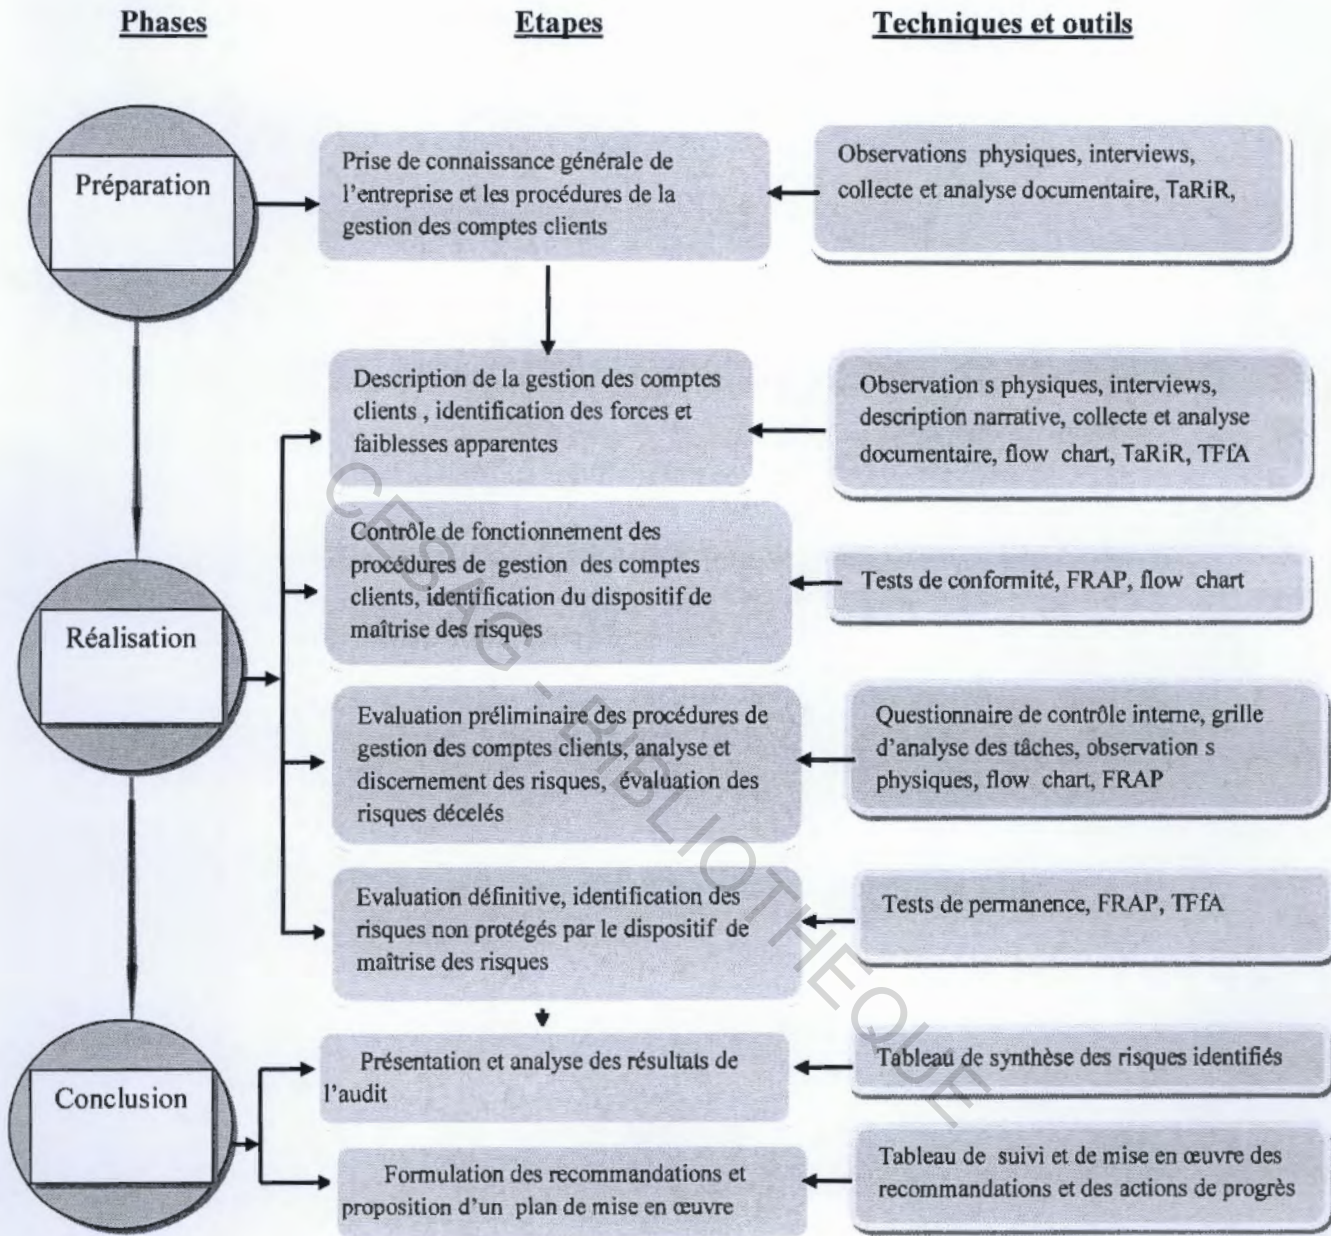 Phases
Etapes
Techniques et outils
Préparation
Prise de connaissance générale de
l'entreprise et les procédures de la
gestion des comptes clients
Observations physiques, interviews,
collecte et analyse documentaire, TaRiR,
Réalisation
Description de la gestion des comptes
clients , identification des forces et
faiblesses apparentes
Observation s physiques, interviews,
description narrative, collecte et analyse
documentaire, flow chart, TaRiR, TFfA
Contrôle de fonctionnement des
procédures de gestion des comptes
clients, identification du dispositif de
maîtrise des risques
Tests de conformité, FRAP, flow chart
Evaluation préliminaire des procédures de
gestion des comptes clients, analyse et
discernement des risques, évaluation des
risques décelés
Questionnaire de contrôle interne, grille
d'analyse des tâches, observation s
physiques, flow chart, FRAP
Evaluation définitive, identification des
risques non protégés par le dispositif de
maîtrise des risques
Tests de permanence, FRAP, TFfA
Conclusion
Présentation et analyse des résultats de
l'audit
Tableau de synthèse des risques identifiés
Formulation des recommandations et
proposition d'un plan de mise en œuvre
Tableau de suivi et de mise en œuvre des
recommandations et des actions de progrès
CESAG - BIBLIOTHEQUE